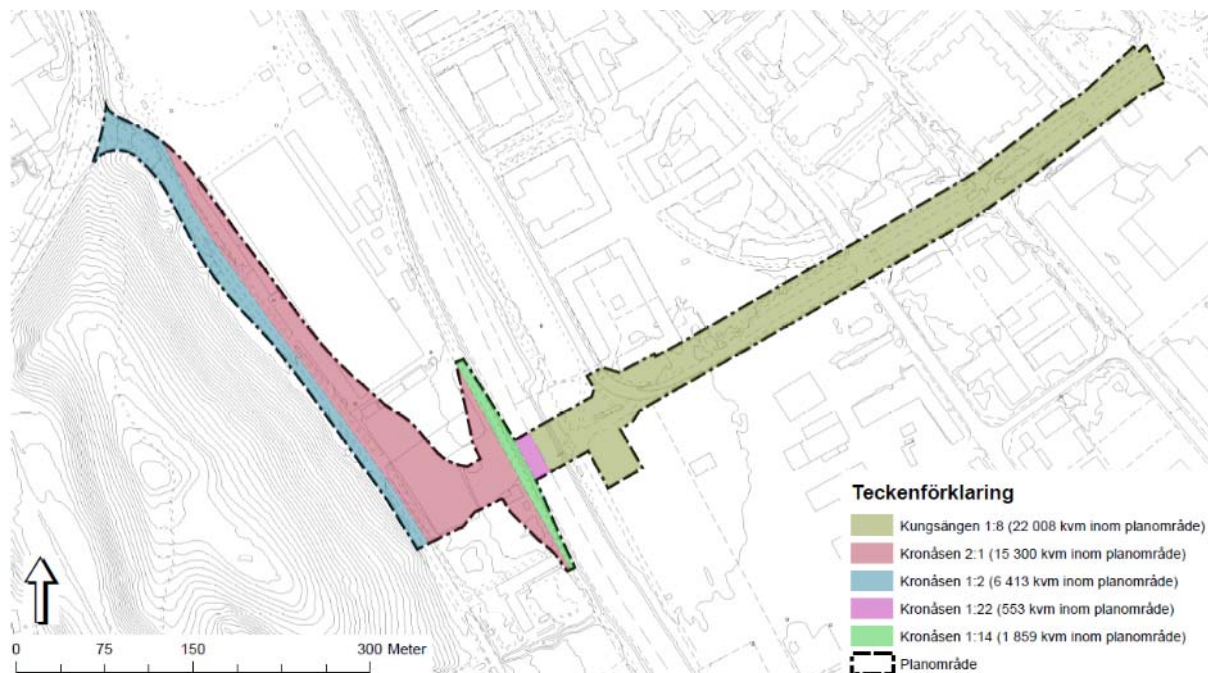 Teckenförklaring
Kungsängen 1:8 (22 008 kvm inom planområde)
Kronåsen 2:1 (15 300 kvm inom planområde)
Kronåsen 1:2 (6 413 kvm inom planområde)
Kronåsen 1:22 (553 kvm inom planområde)
Kronåsen 1:14 (1 859 kvm inom planområde)
Planområde
0 75 150 300 Meter